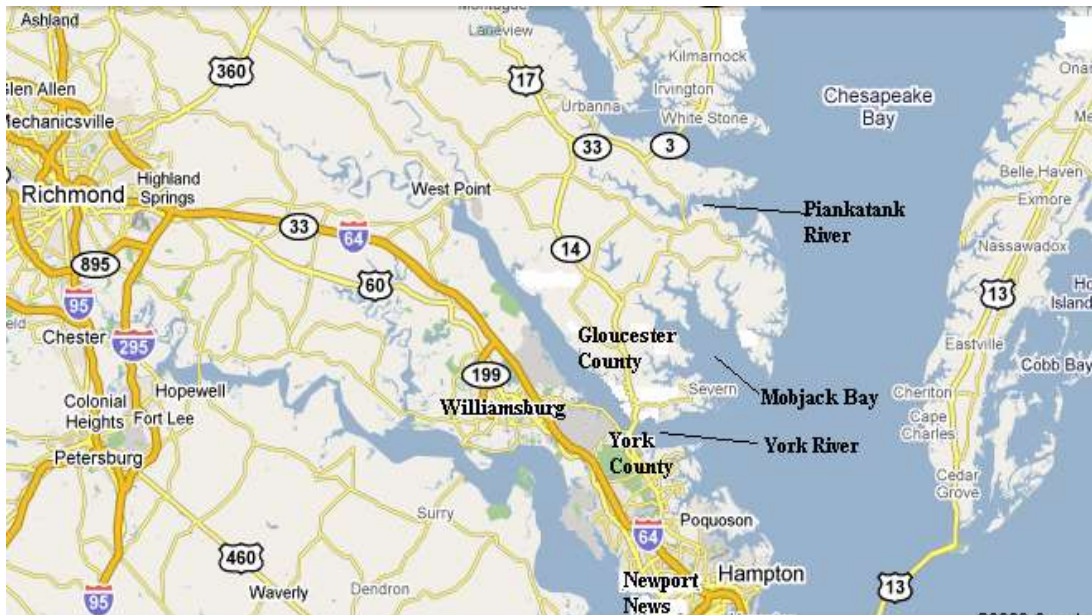 Ashland
Laneview
360
17
Kilmarnock
Glen Allen
Irvington
Chesapeake
Bay
Urbanna
White Stone
Mechanicsville
33
3
Richmond
Highland
Springs
West Point
Belle Haven
Exmore
Piankatank
River
33
64
14
Nassawadox
895
60
13
95
Chester
295
Gloucester
County
Eastville
Hopewell
199
Severn
Cheriton
Cobb Bay
Mobjack Bay
Colonial
Heights
Fort Lee
Williamsburg
Cape
Charles
York
County
York River
Petersburg
Cedar
Grove
Surry
Poquoson
64
460
Waverly
Dendron
Newport
News
Hampton
13
95